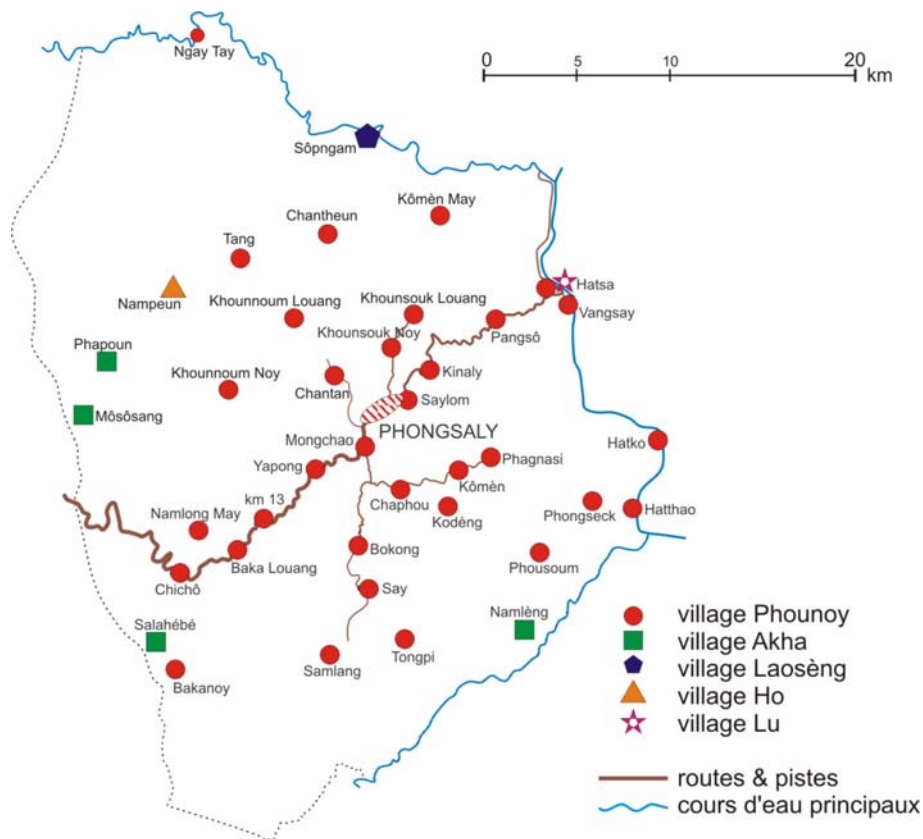 Ngay Tay
0
5
10
20
km
Sôpngam
Kômèn May
Chantheun
Tang
Hatsa
Nampeun
Khounnoum Louang
Khounsouk Louang
Vangsay
Pangsô
Khounsouk Noy
Phapoun
Kinaly
Khounnoum Noy
Chantan
Saylom
Môsôsang
PHONGSALY
Mongchao
Hatko
Yapong
Phagnasi
Kômèn
km 13
Chaphou
Namlong May
Kodèng
Phongseck
Hatthao
Bokong
Baka Louang
Phousoum
Chichô
Say
Namlèng
Salahébé
Tongpi
Samlang
Bakanoy
village Phounoy
village Akha
village Laosèng
village Ho
village Lu
routes & pistes
cours d'eau principaux